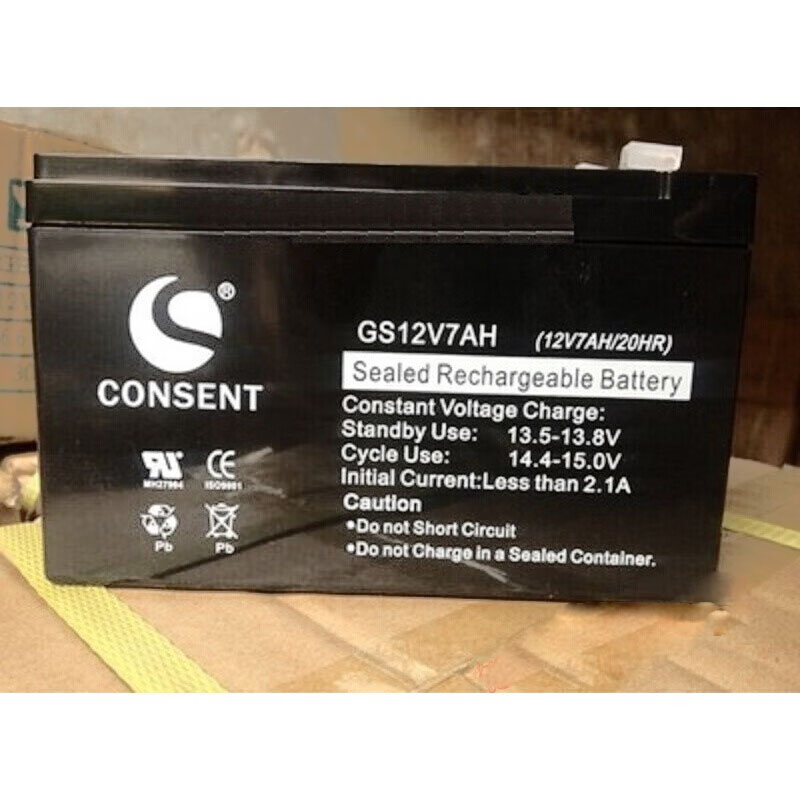 ®
CONSENT
GS12V7AH (12V7AH/20HR)
Sealed Rechargeable Battery
Constant Voltage Charge:
Standby Use: 13.5-13.8V
Cycle Use: 14.4-15.0V
Initial Current:Less than 2.1A
Caution
•Do not Short Circuit
•Do not Charge in a Sealed Container.
CE
ISO9001
Pb Pb